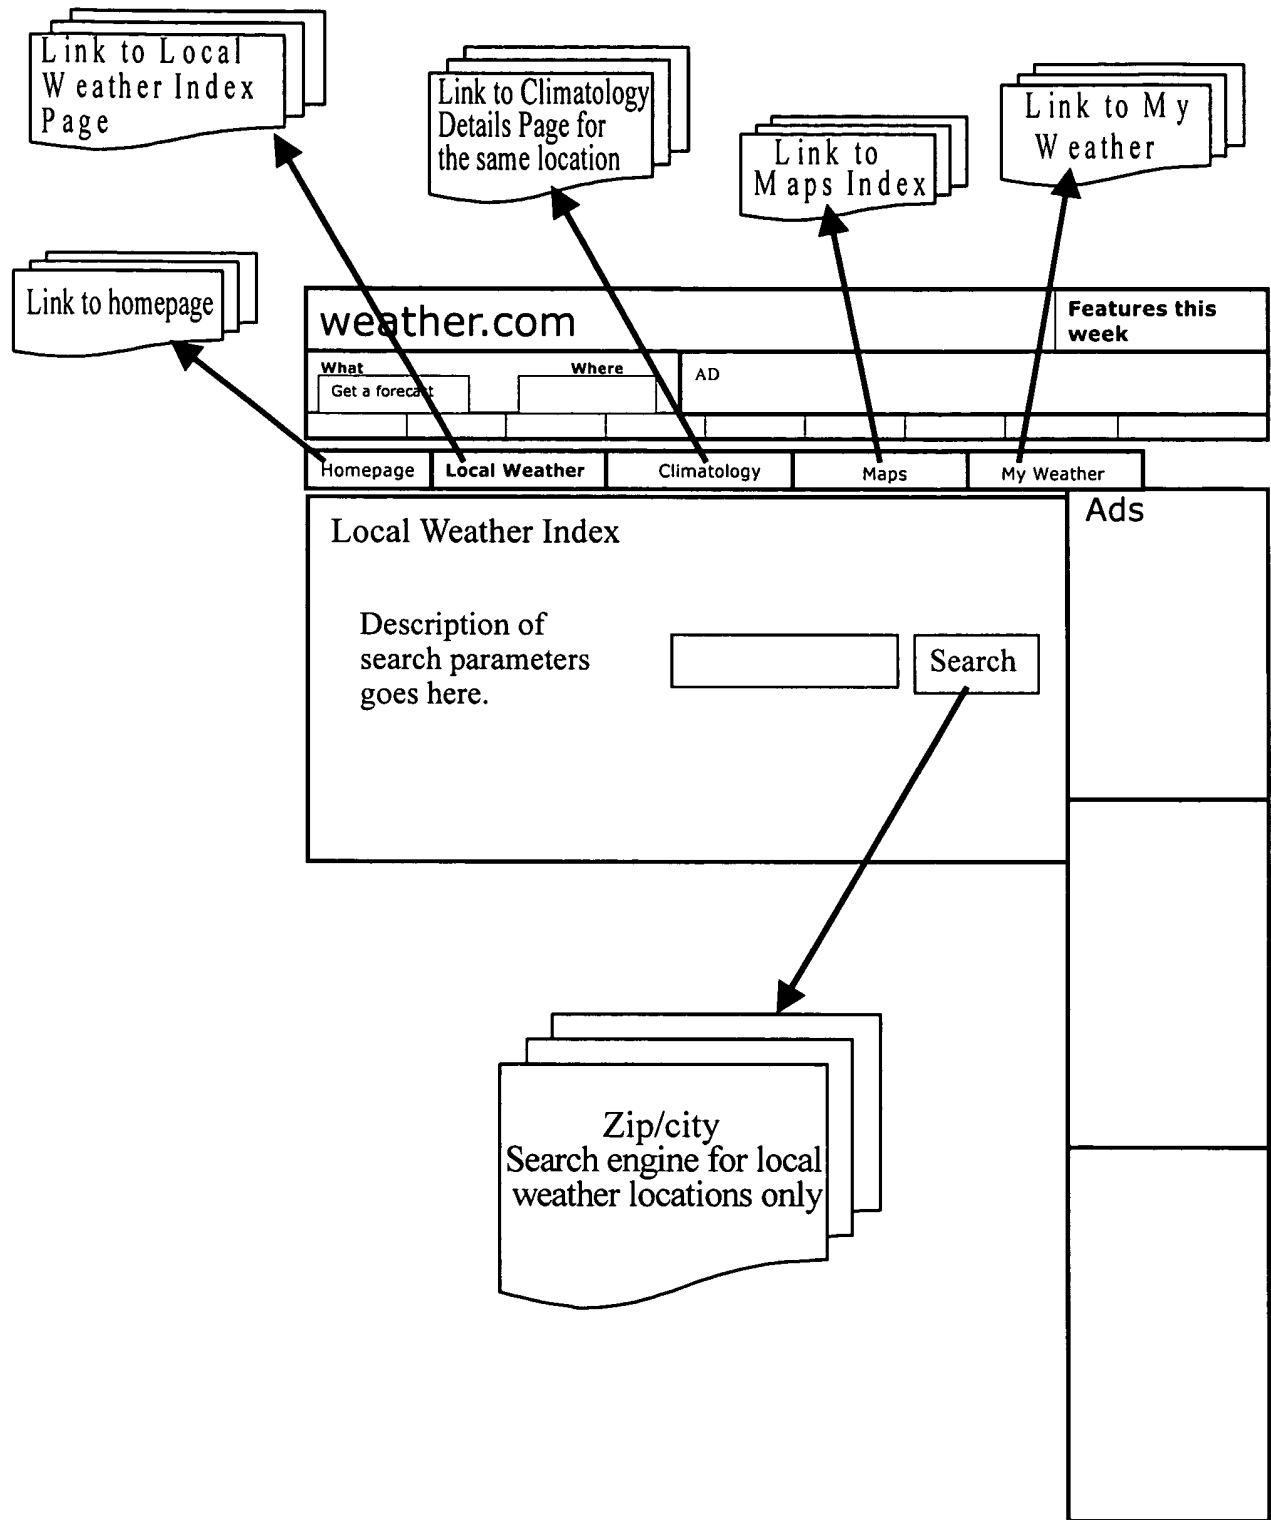 Link to Local
Weather Index
Page
Link to Climatology
Details Page for
the same location
Link to
Maps Index
Link to My
Weather
Link to homepage
weather.com
Features this
week
What
Where
Get a forecast
AD
Homepage
Local Weather
Climatology
Maps
My Weather
Ads
Local Weather Index
Description of
search parameters
goes here.
Search
Zip/city
Search engine for local
weather locations only